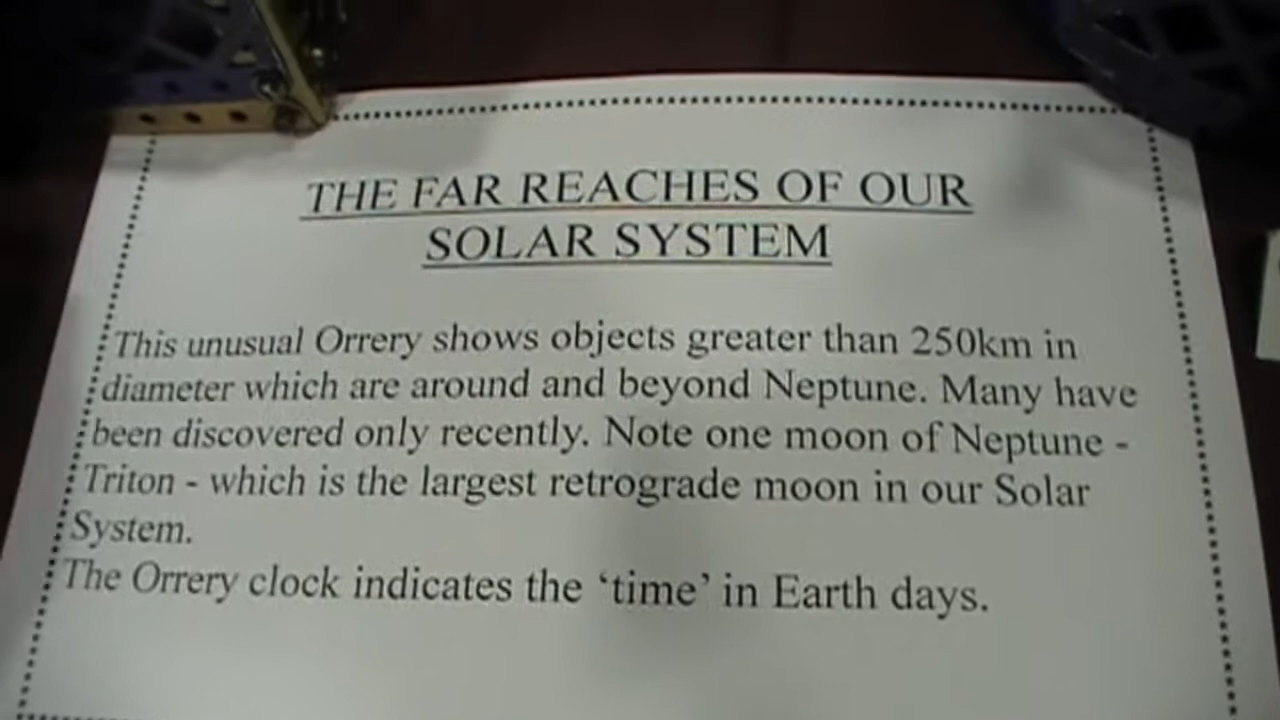 THE FAR REACHES OF OUR
SOLAR SYSTEM
This unusual Orrery shows objects greater than 250km in
diameter which are around and beyond Neptune. Many have
been discovered only recently. Note one moon of Neptune -
Triton - which is the largest retrograde moon in our Solar
System.
The Orrery clock indicates the ‘time’ in Earth days.